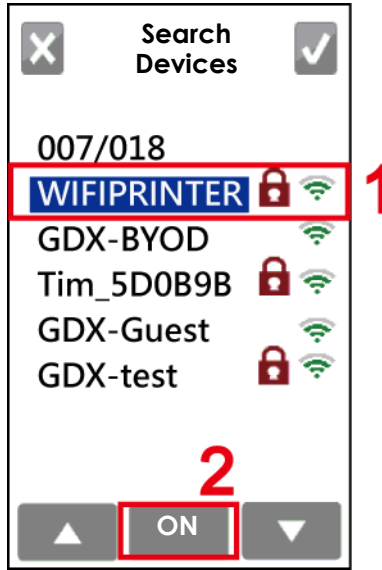 Search
Devices
007/018
WIFIPRINTER
1
GDX-BYOD
Tim_5D0B9B
GDX-Guest
GDX-test
2
ON